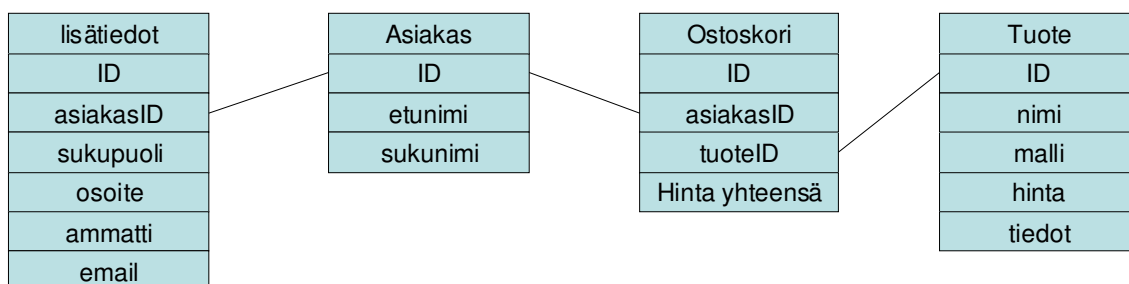 lisätiedot
ID
asiakasID
sukupuoli
osoite
ammatti
email
Asiakas
ID
etunimi
sukunimi
Ostoskori
ID
asiakasID
tuoteID
Hinta yhteensä
Tuote
ID
nimi
malli
hinta
tiedot